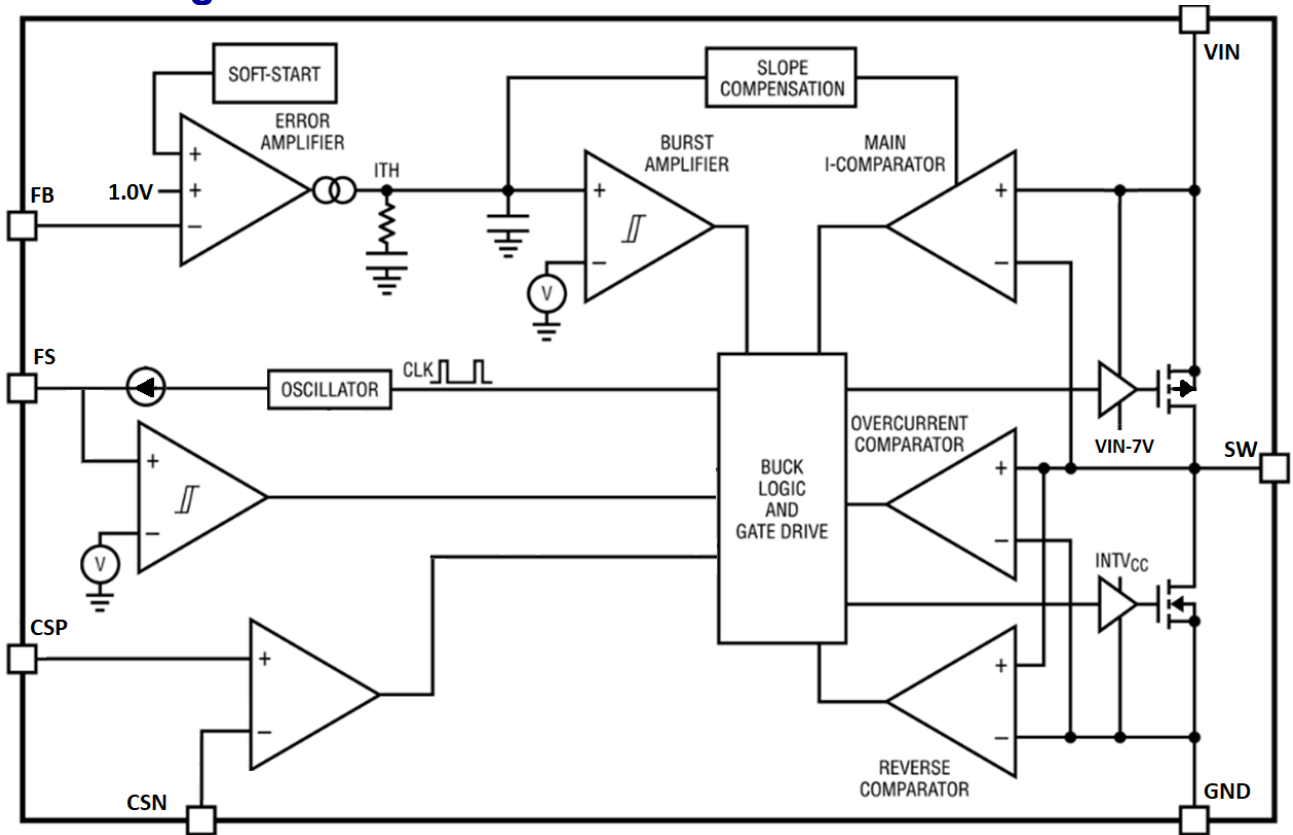 VIN
SOFT-START
SLOPE
COMPENSATION
ERROR
AMPLIFIER
BURST
AMPLIFIER
MAIN
I-COMPARATOR
ITH
FB
1.0V
+
+
−
+
−
+
−
V
FS
CLK
OSCILLATOR
OVERCURRENT
COMPARATOR
VIN-7V
SW
+
−
BUCK
LOGIC
AND
GATE DRIVE
+
−
V
INTVCC
CSP
+
−
+
−
REVERSE
COMPARATOR
CSN
GND